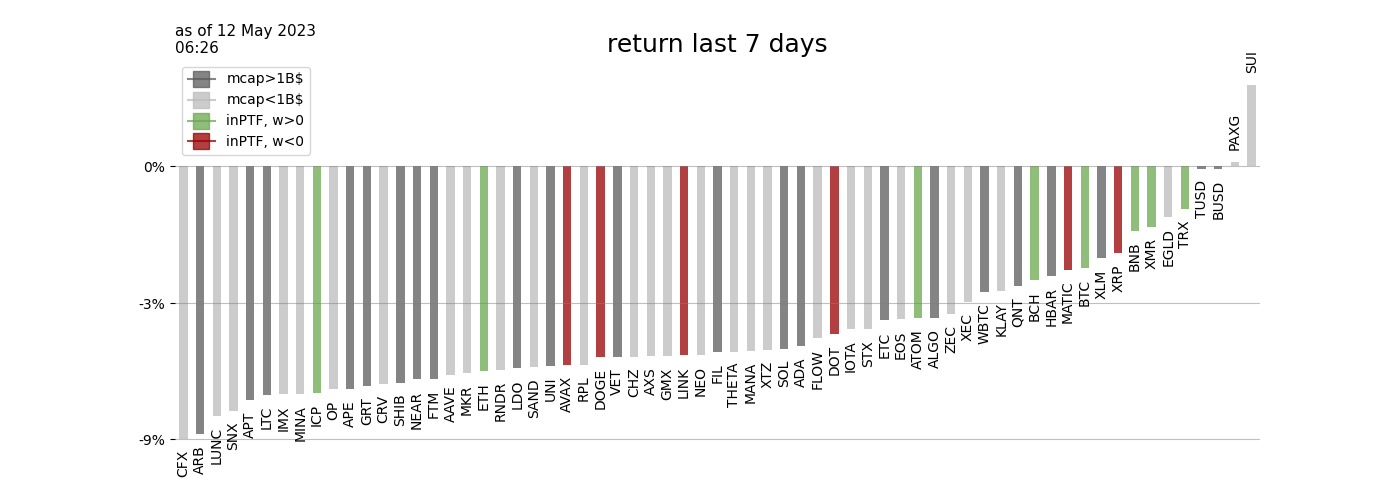 as of 12 May 2023
06:26
return last 7 days
mcap>1B$
mcap<1B$
inPTF, w>0
inPTF, w<0
0%
-3%
-9%
CFX
ARB
LUNC
SNX
APT
LTC
IMX
MINA
ICP
OP
APE
GRT
CRV
SHIB
NEAR
FTM
AAVE
MKR
ETH
RNDR
LDO
SAND
UNI
AVAX
RPL
DOGE
VET
CHZ
AXS
GMX
LINK
NEO
FIL
THETA
MANA
XTZ
SOL
ADA
FLOW
DOT
IOTA
STX
ETC
EOS
ATOM
ALGO
ZEC
XEC
WBTC
KLAY
QNT
BCH
HBAR
MATIC
BTC
XLM
XRP
BNB
XMR
EGLD
TRX
TUSD
BUSD
PAXG
SUI